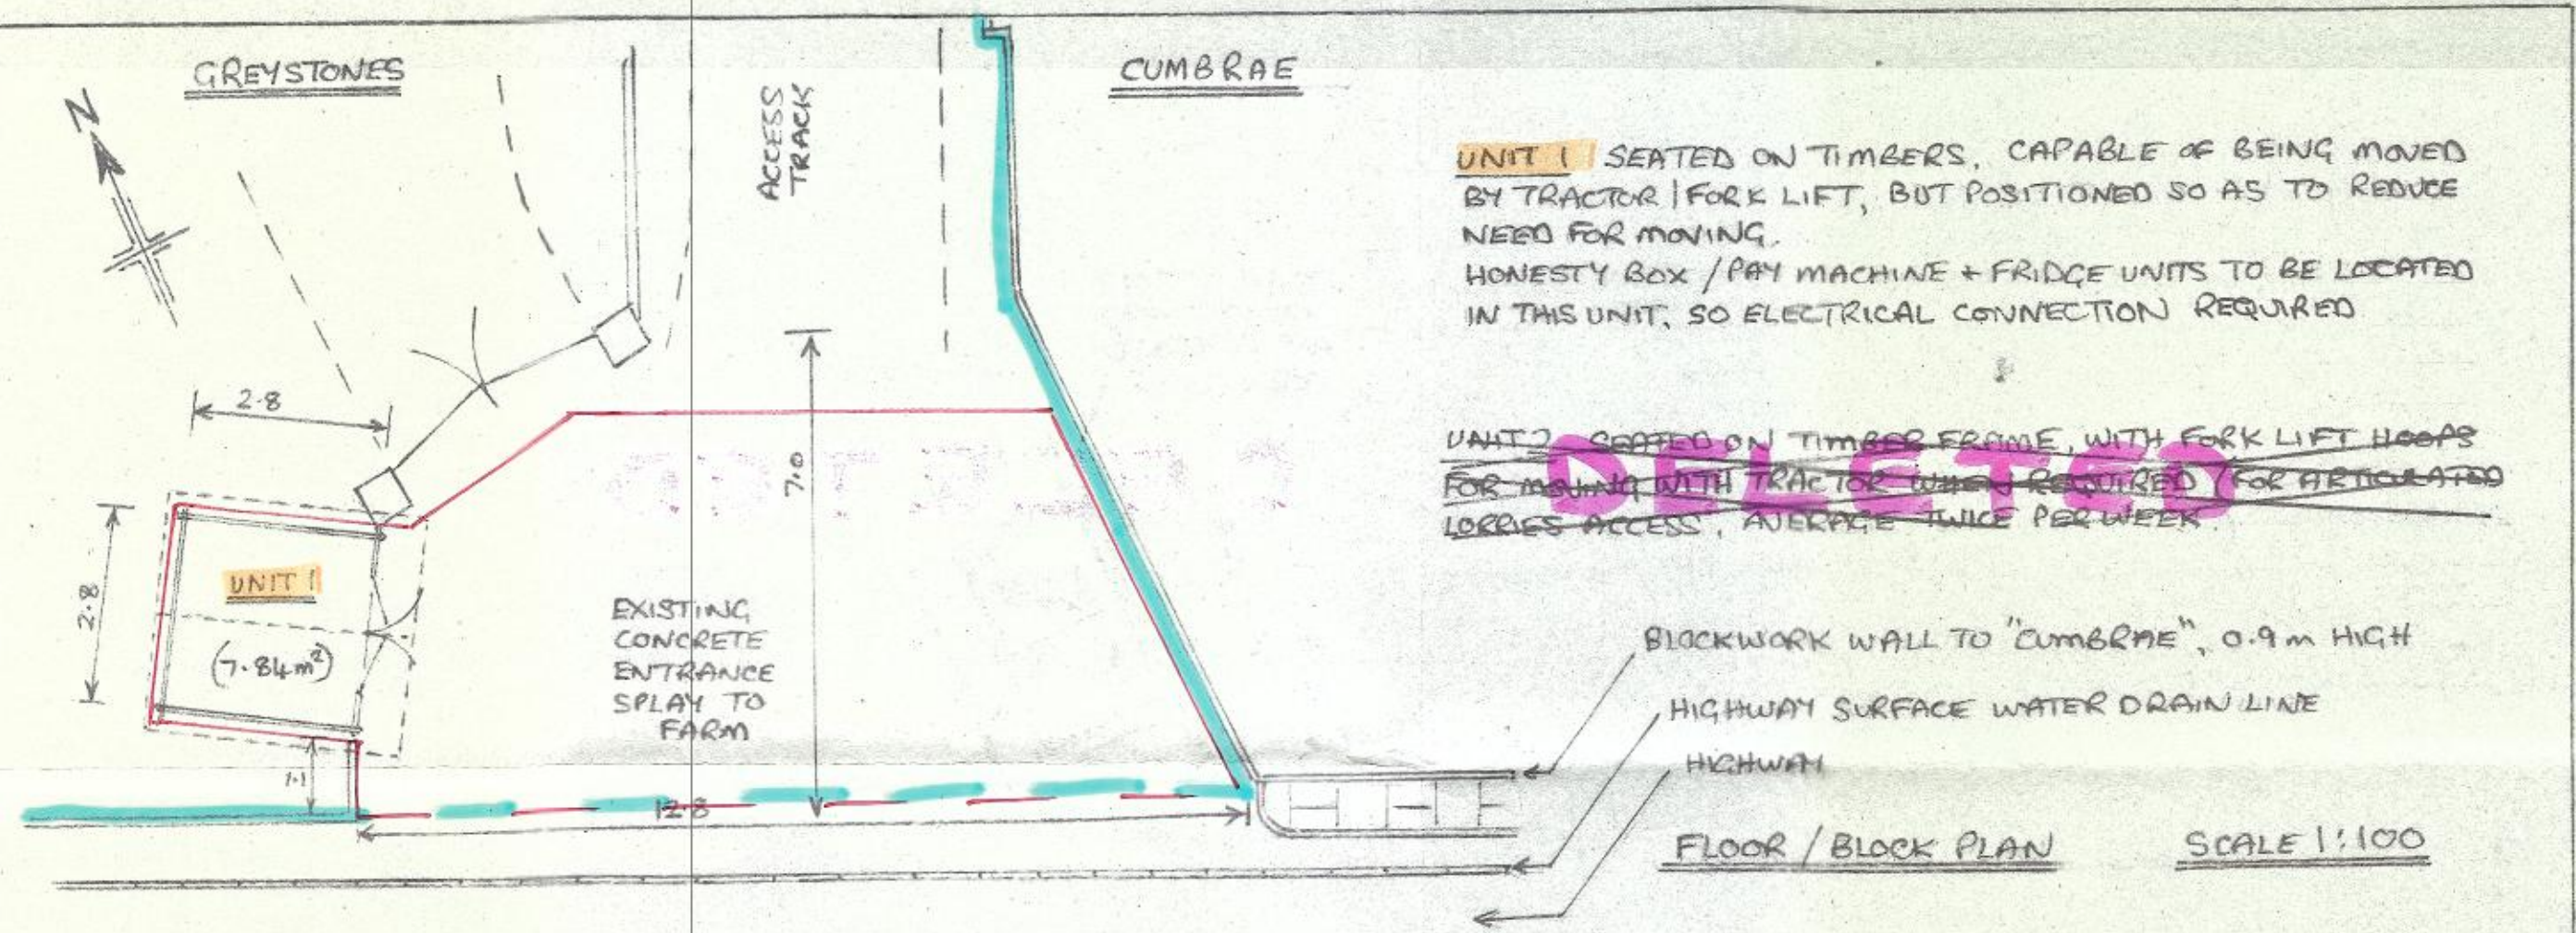 GREYSTONES
CUMBRAE
N
ACCESS
TRACK
UNIT 1 SEATED ON TIMBERS, CAPABLE OF BEING MOVED
BY TRACTOR / FORK LIFT, BUT POSITIONED SO AS TO REDUCE
NEED FOR MOVING.
HONESTY BOX / PAY MACHINE + FRIDGE UNITS TO BE LOCATED
IN THIS UNIT, SO ELECTRICAL CONNECTION REQUIRED
2.8
7.0
UNIT 2 SEATED ON TIMBER FRAME, WITH FORK LIFT HOOPS
FOR MOVING WITH TRACTOR WHEN REQUIRED (FOR ARTICULATED
LORRIES ACCESS, AVERAGE TWICE PER WEEK
DELETED
2.8
UNIT 1
(7.84m²)
EXISTING
CONCRETE
ENTRANCE
SPLAY TO
FARM
1.1
12.8
BLOCKWORK WALL TO "CUMBRAE", 0.9m HIGH
HIGHWAY SURFACE WATER DRAIN LINE
HIGHWAY
FLOOR / BLOCK PLAN
SCALE 1:100